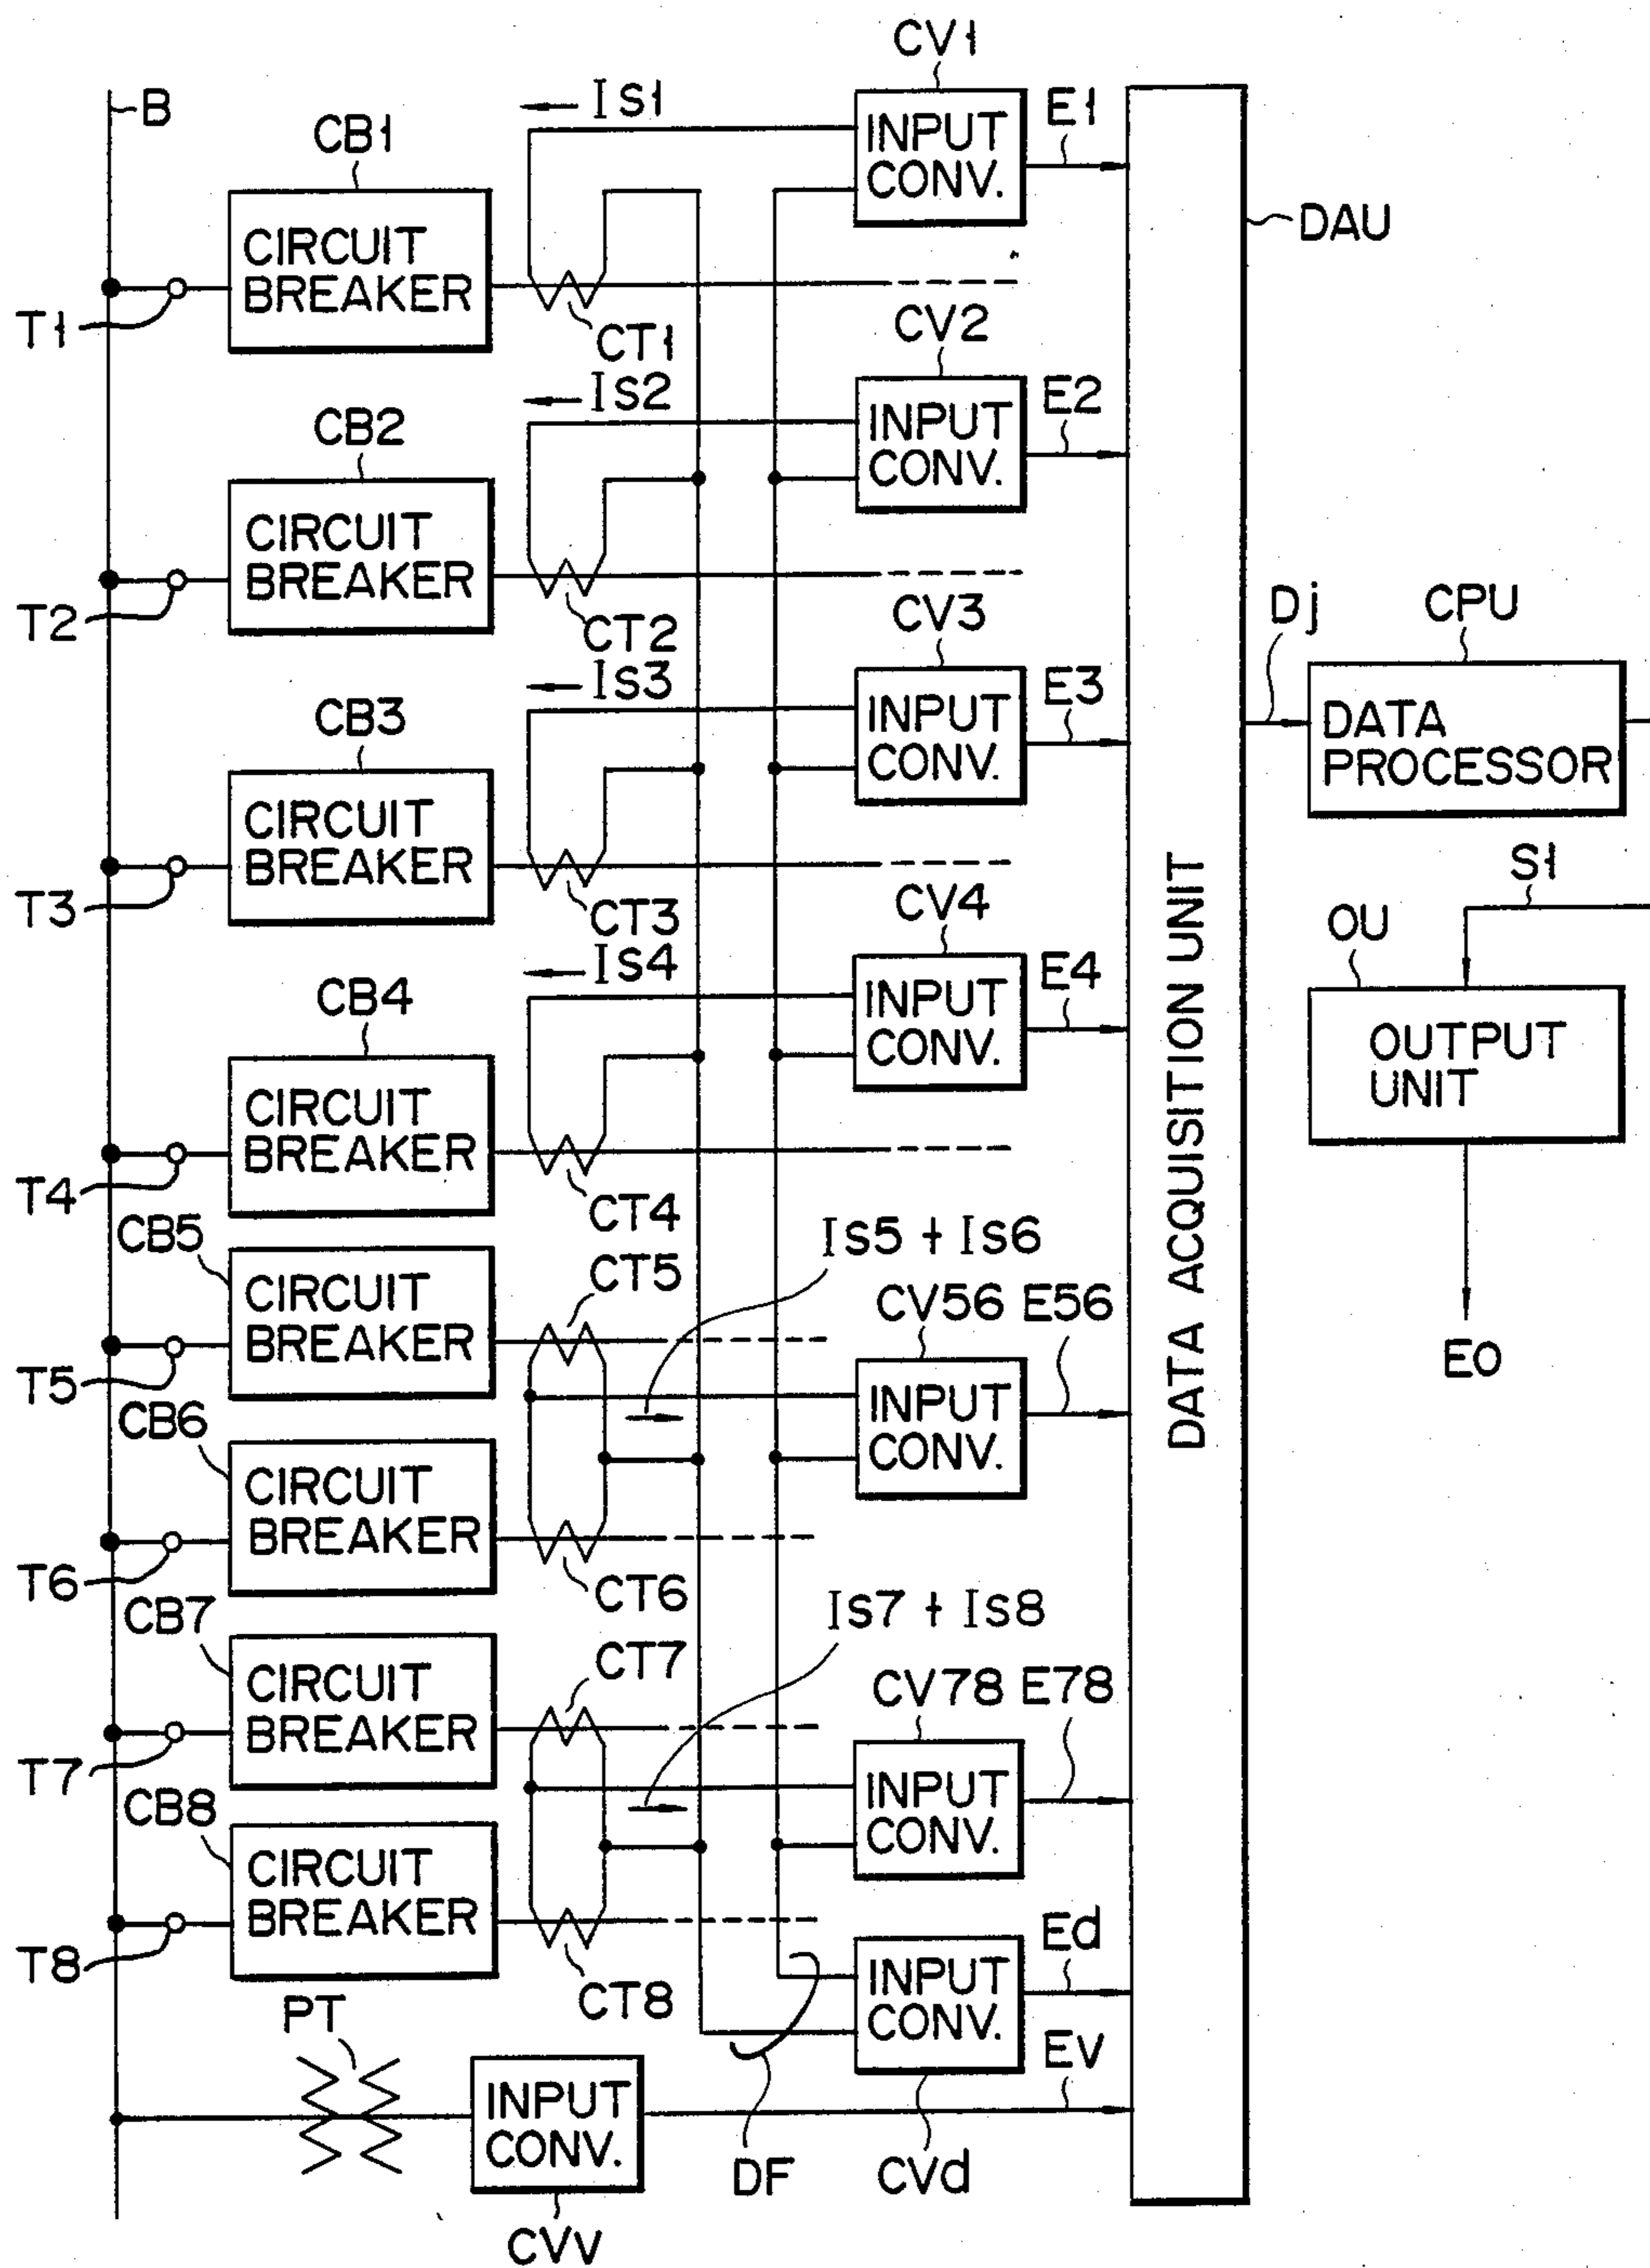 CV1
Is1
E1
B
CB1
INPUT
CONV.
CIRCUIT
BREAKER
DAU
T1
CT1
CV2
Is2
E2
CB2
INPUT
CONV.
CIRCUIT
BREAKER
T2
CT2
CV3
Dj
CPU
Is3
E3
CB3
INPUT
CONV.
DATA
PROCESSOR
CIRCUIT
BREAKER
S1
T3
CT3
CV4
OU
Is4
E4
CB4
INPUT
CONV.
DATA ACQUISITION UNIT
OUTPUT
UNIT
CIRCUIT
BREAKER
T4
CT4
CB5
Is5 + Is6
CT5
CIRCUIT
BREAKER
CV56
E56
Eo
T5
INPUT
CONV.
CB6
CIRCUIT
BREAKER
T6
CT6
CB7
Is7 + Is8
CT7
CIRCUIT
BREAKER
CV78
E78
T7
INPUT
CONV.
CB8
CIRCUIT
BREAKER
Ed
T8
CT8
INPUT
CONV.
PT
Ev
INPUT
CONV.
DF
CVd
CVv